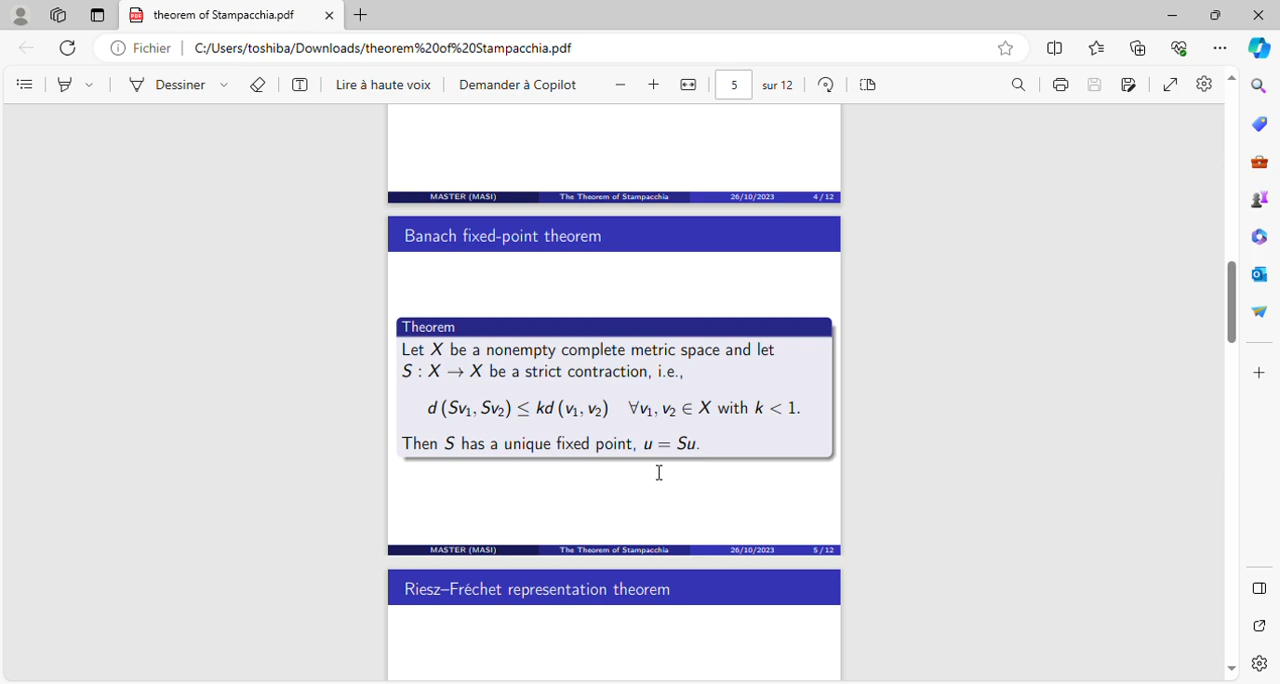 theorem of Stampacchia.pdf
Fichier C:/Users/toshiba/Downloads/theorem%20of%20Stampacchia.pdf
Dessiner Lire à haute voix Demander à Copilot 5 sur 12
MASTER (MASI) The Theorem of Stampacchia 26/10/2023 4 / 12
Banach fixed-point theorem
Theorem
Let X be a nonempty complete metric space and let
S : X → X be a strict contraction, i.e.,
d (Sv₁, Sv₂) ≤ kd (v₁, v₂) ∀v₁, v₂ ∈ X with k < 1.
Then S has a unique fixed point, u = Su.
MASTER (MASI) The Theorem of Stampacchia 26/10/2023 5 / 12
Riesz–Fréchet representation theorem